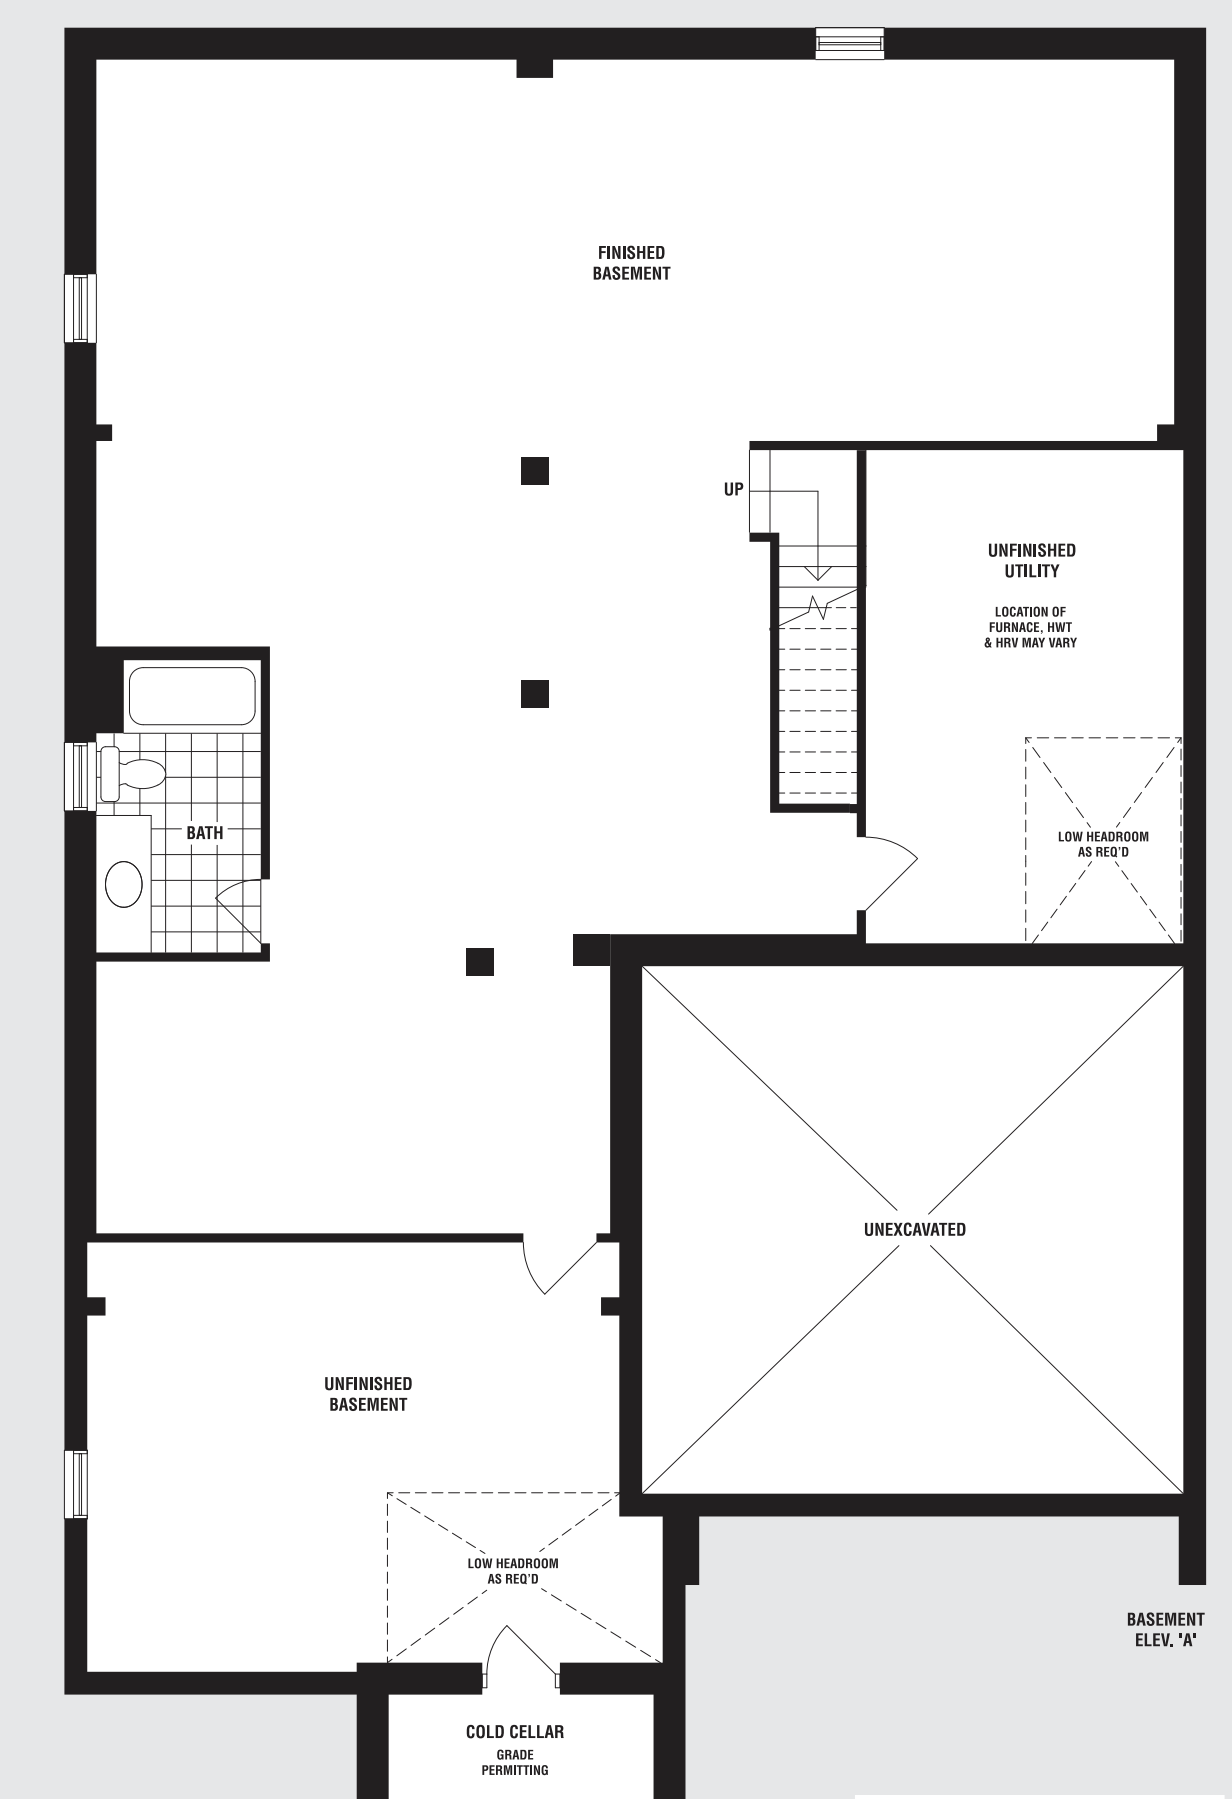 FINISHED
BASEMENT
UP
UNFINISHED
UTILITY
LOCATION OF
FURNACE, HWT
& HRV MAY VARY
BATH
LOW HEADROOM
AS REQ'D
UNEXCAVATED
UNFINISHED
BASEMENT
LOW HEADROOM
AS REQ'D
BASEMENT
ELEV. 'A'
COLD CELLAR
GRADE
PERMITTING